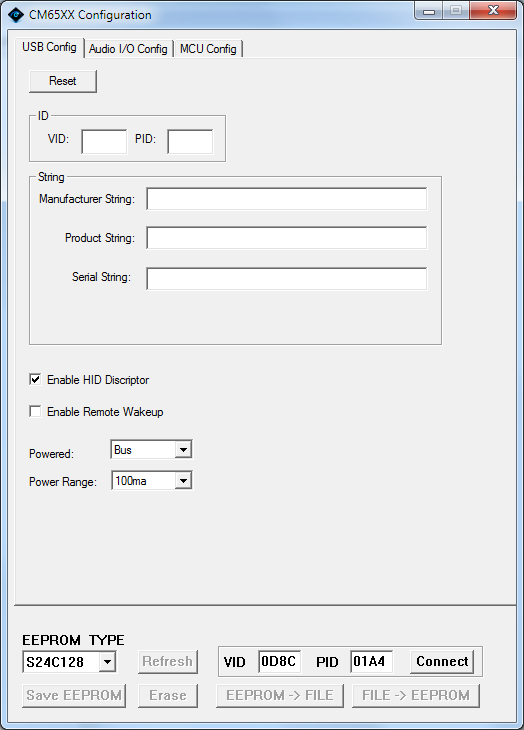 CM65XX Configuration
USB Config Audio I/O Config MCU Config
Reset
ID
VID: PID:
String
Manufacturer String:
Product String:
Serial String:
Enable HID Discriptor
Enable Remote Wakeup
Powered: Bus
Power Range: 100ma
EEPROM TYPE
S24C128 Refresh VID 0D8C PID 01A4 Connect
Save EEPROM Erase EEPROM -> FILE FILE -> EEPROM